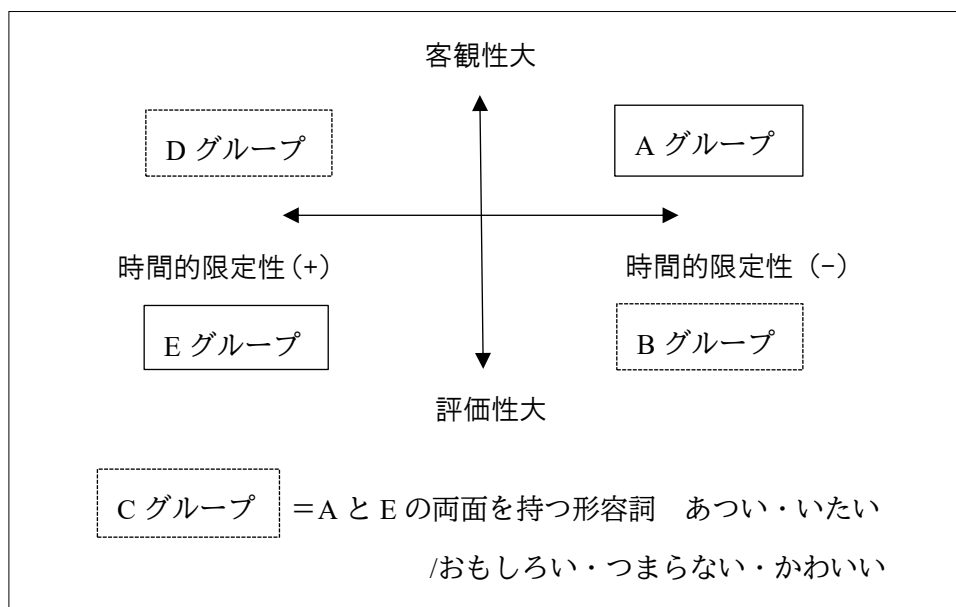 客観性大
D グループ
A グループ
時間的限定性(+)
時間的限定性 (−)
E グループ
B グループ
評価性大
C グループ =A と E の両面を持つ形容詞 あつい・いたい
/おもしろい・つまらない・かわいい